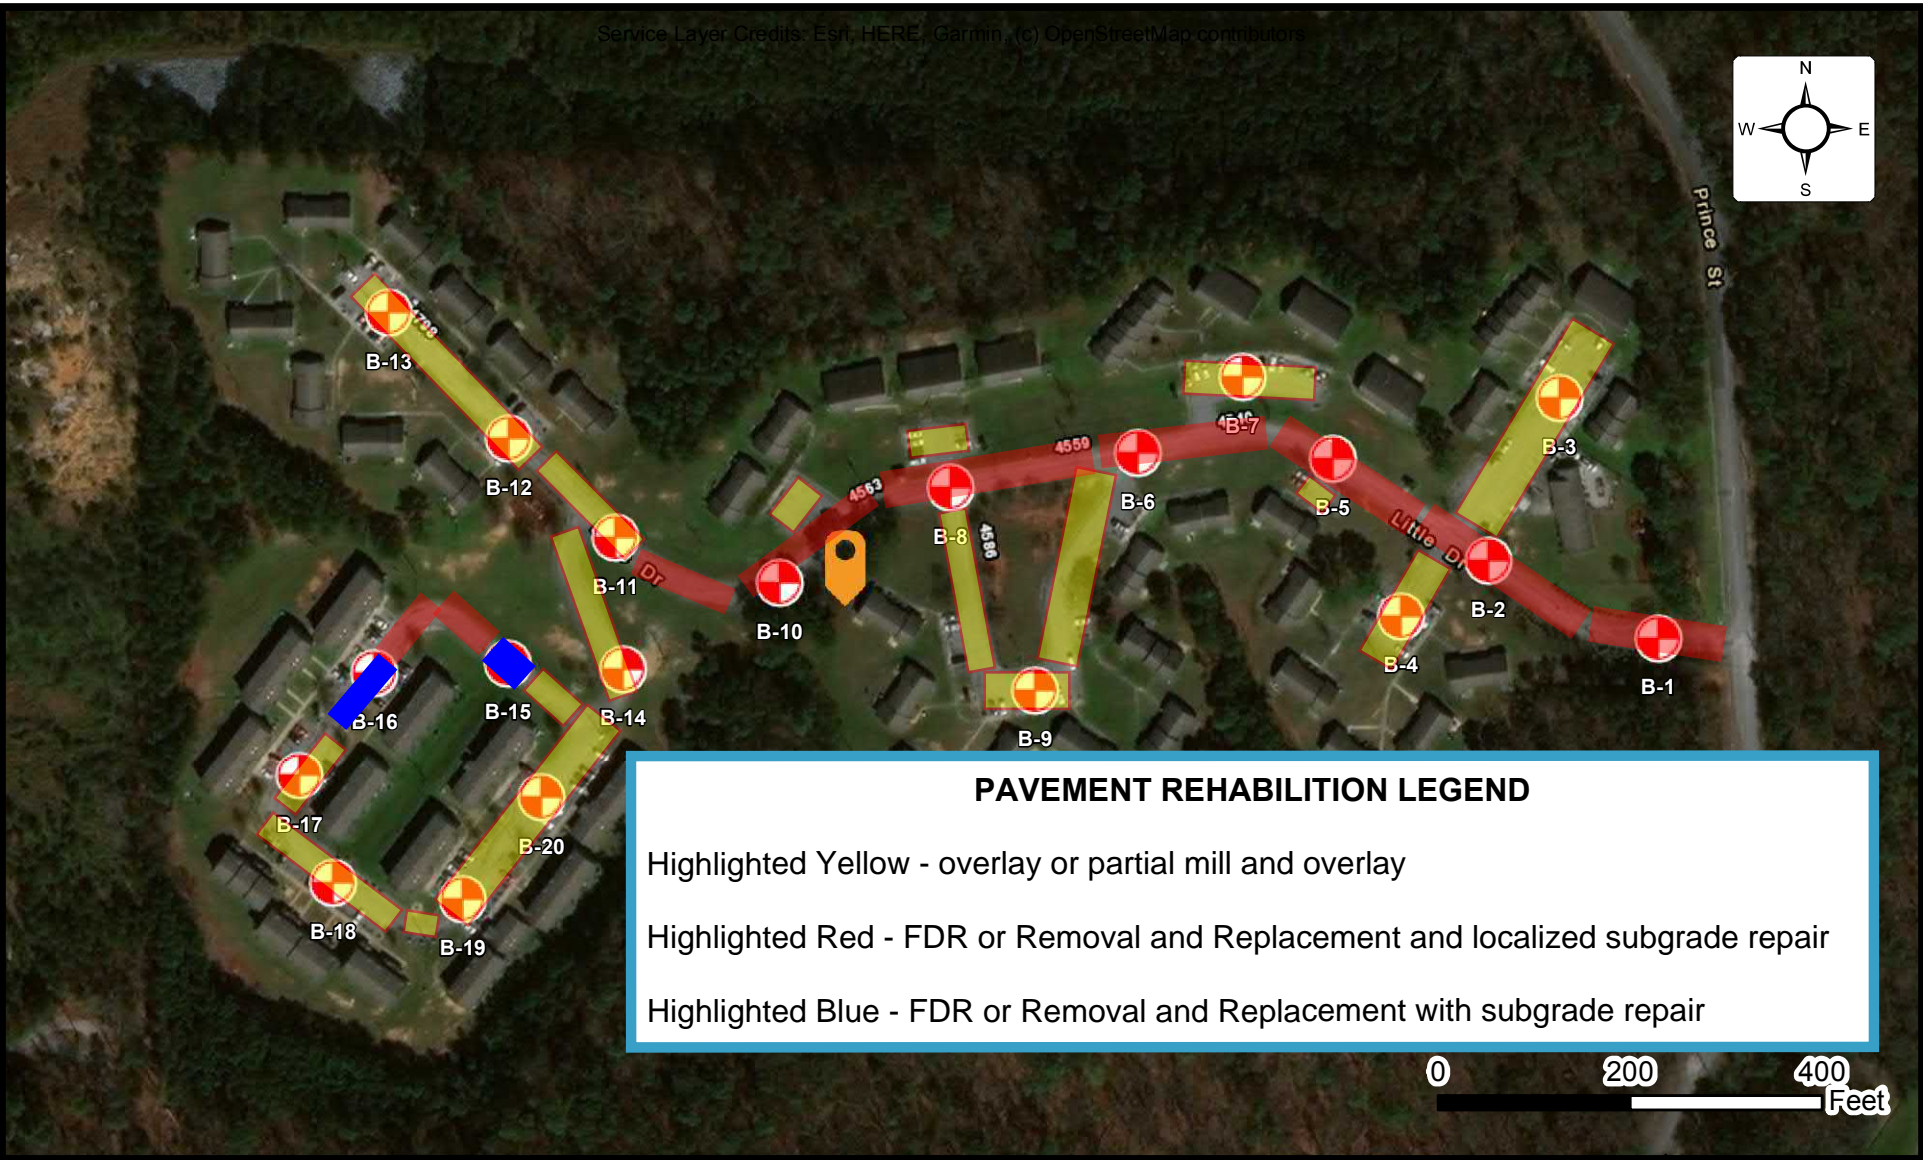 Service Layer Credits: Esri, HERE, Garmin, (c) OpenStreetMap contributors
N
W E
S
Prince St
4798
B-13
B-12
B-11
Dr
B-10
4563
4559
B-8
4586
B-6
B-7
B-5
B-3
Little Dr
B-2
B-4
B-1
B-9
B-14
B-15
B-16
B-17
B-18
B-19
B-20
PAVEMENT REHABILITION LEGEND
Highlighted Yellow - overlay or partial mill and overlay
Highlighted Red - FDR or Removal and Replacement and localized subgrade repair
Highlighted Blue - FDR or Removal and Replacement with subgrade repair
0 200 400
Feet